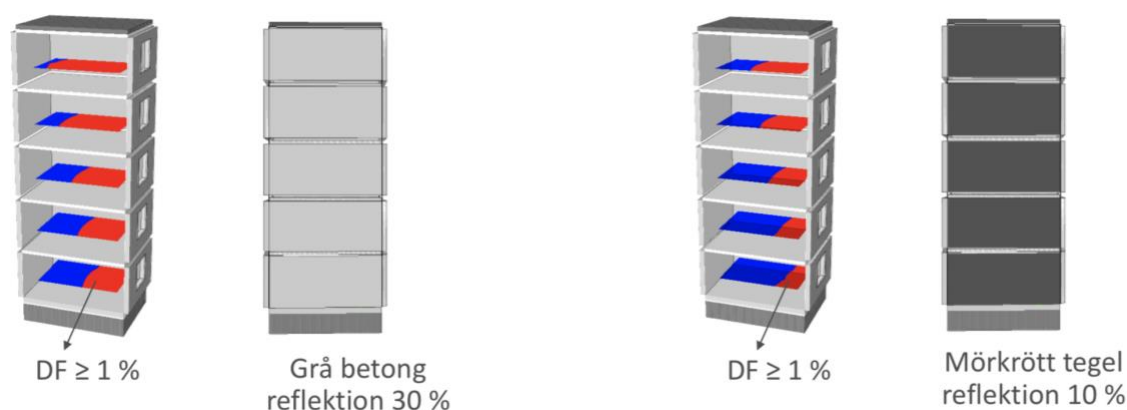 DF ≥ 1 %
Grå betong
reflektion 30 %
DF ≥ 1 %
Mörkrött tegel
reflektion 10 %